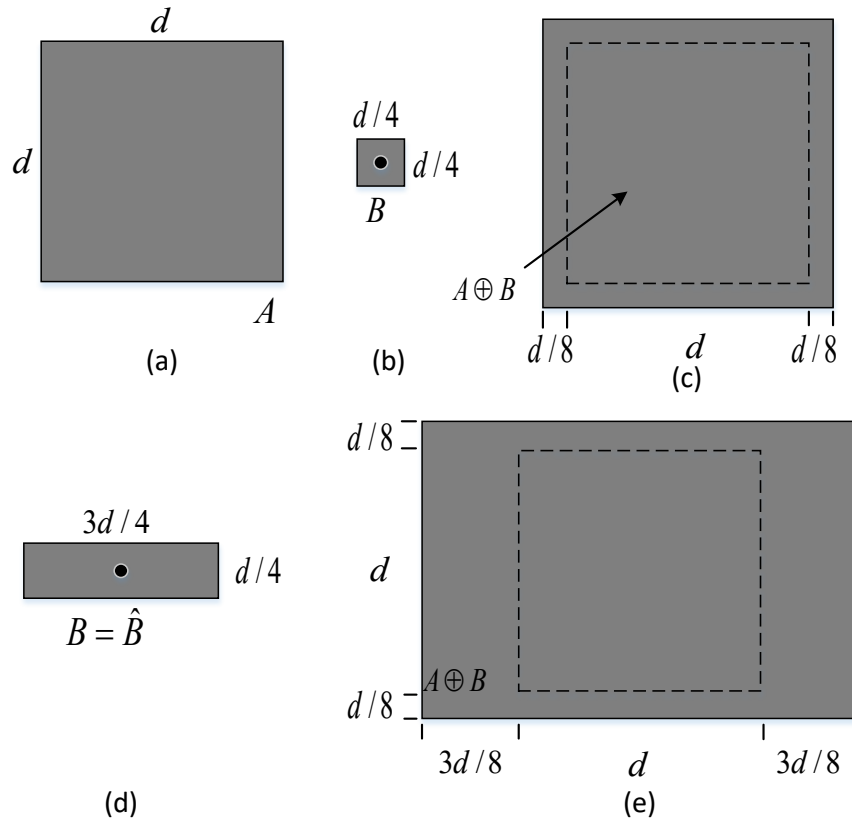 d
d
A
(a)
d / 4
d / 4
B
(b)
A ⊕ B
d / 8
d
d / 8
(c)
3d / 4
d / 4
B = B̂
(d)
d / 8
d
A ⊕ B
d / 8
3d / 8
d
3d / 8
(e)